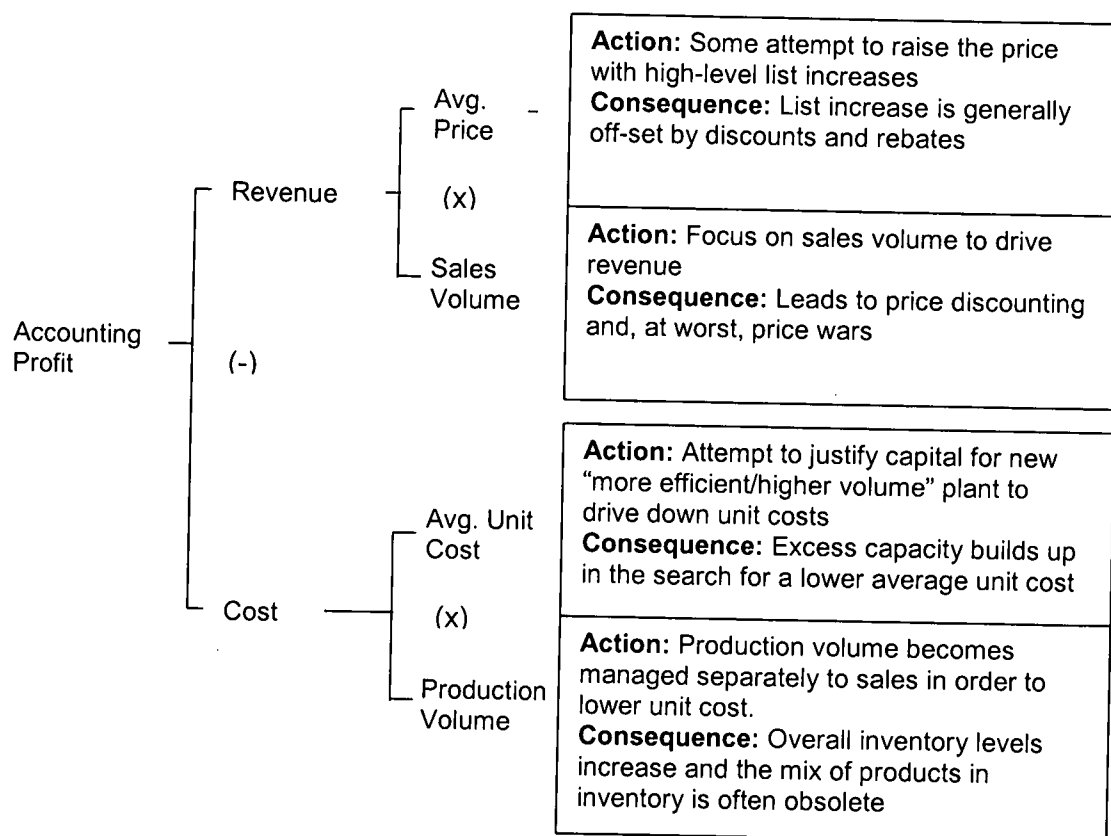 Accounting
Profit
(-)
Revenue
Avg.
Price
(x)
Sales
Volume
Action: Some attempt to raise the price
with high-level list increases
Consequence: List increase is generally
off-set by discounts and rebates
Action: Focus on sales volume to drive
revenue
Consequence: Leads to price discounting
and, at worst, price wars
Cost
Avg. Unit
Cost
(x)
Production
Volume
Action: Attempt to justify capital for new
“more efficient/higher volume” plant to
drive down unit costs
Consequence: Excess capacity builds up
in the search for a lower average unit cost
Action: Production volume becomes
managed separately to sales in order to
lower unit cost.
Consequence: Overall inventory levels
increase and the mix of products in
inventory is often obsolete